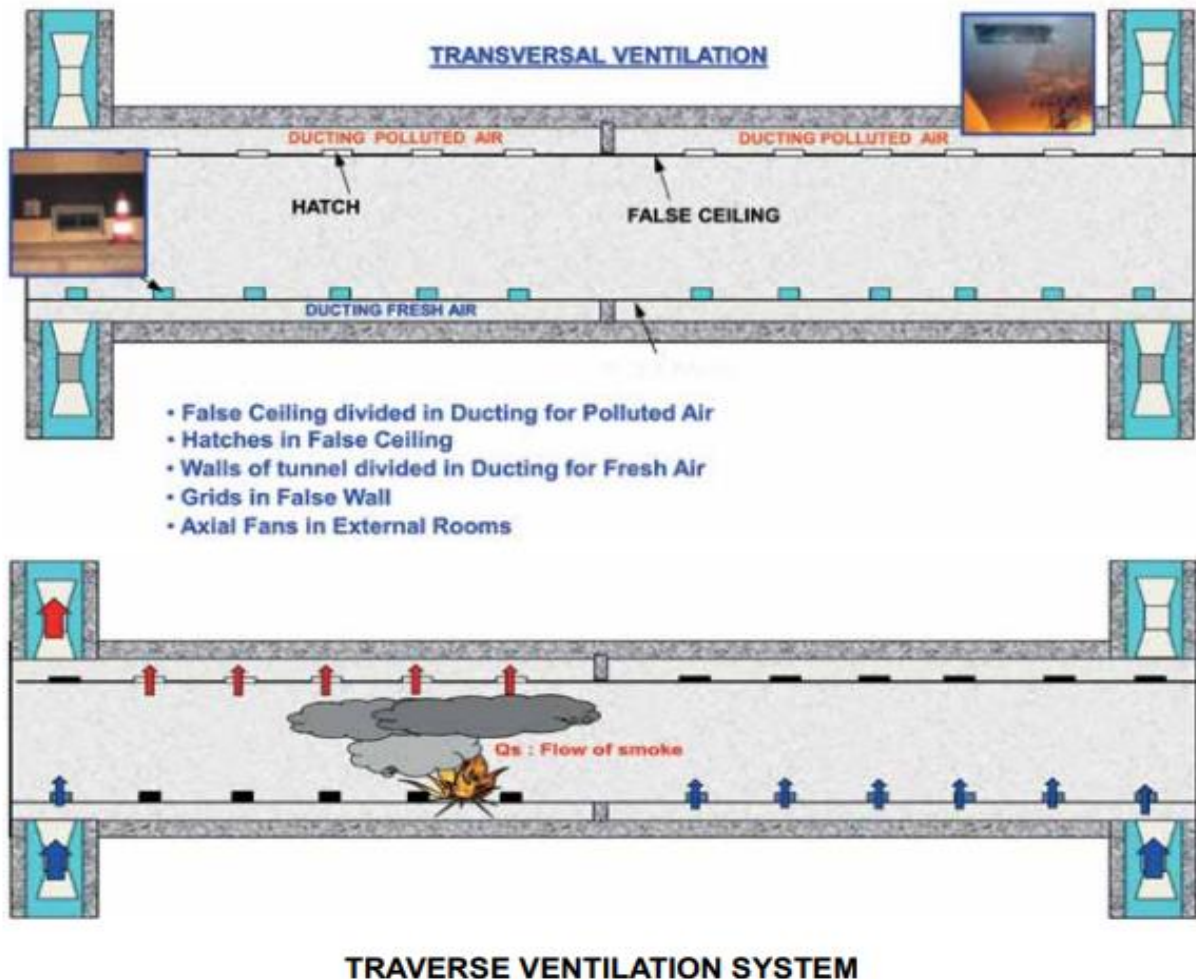 TRANSVERSAL VENTILATION
DUCTING POLLUTED AIR
DUCTING POLLUTED AIR
HATCH
FALSE CEILING
DUCTING FRESH AIR
• False Ceiling divided in Ducting for Polluted Air
• Hatches in False Ceiling
• Walls of tunnel divided in Ducting for Fresh Air
• Grids in False Wall
• Axial Fans in External Rooms
Qs : Flow of smoke
TRAVERSE VENTILATION SYSTEM